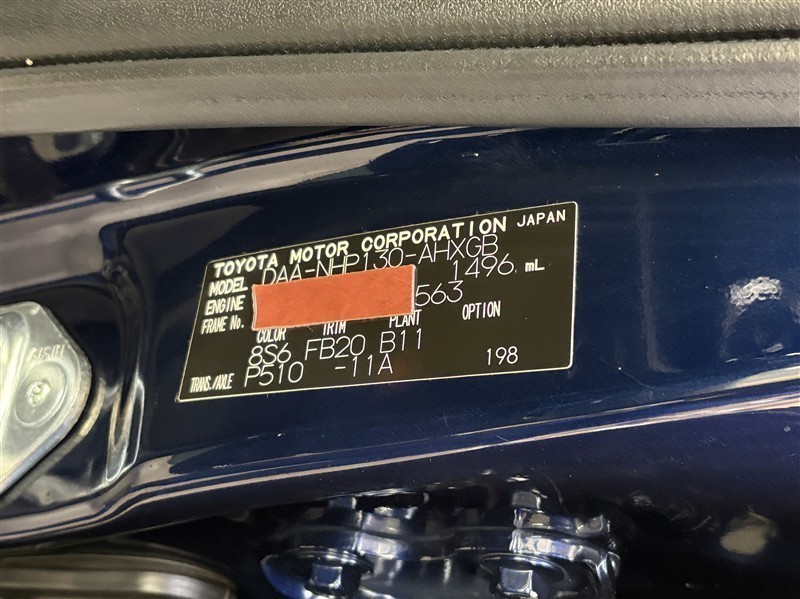 TOYOTA MOTOR CORPORATION JAPAN
MODEL DAA-NHP130-AHXGB
ENGINE 1496 mL
FRAME No. 563
COLOR TRIM PLANT OPTION
8S6 FB20 B11
TRANS./AXLE P510 -11A 198